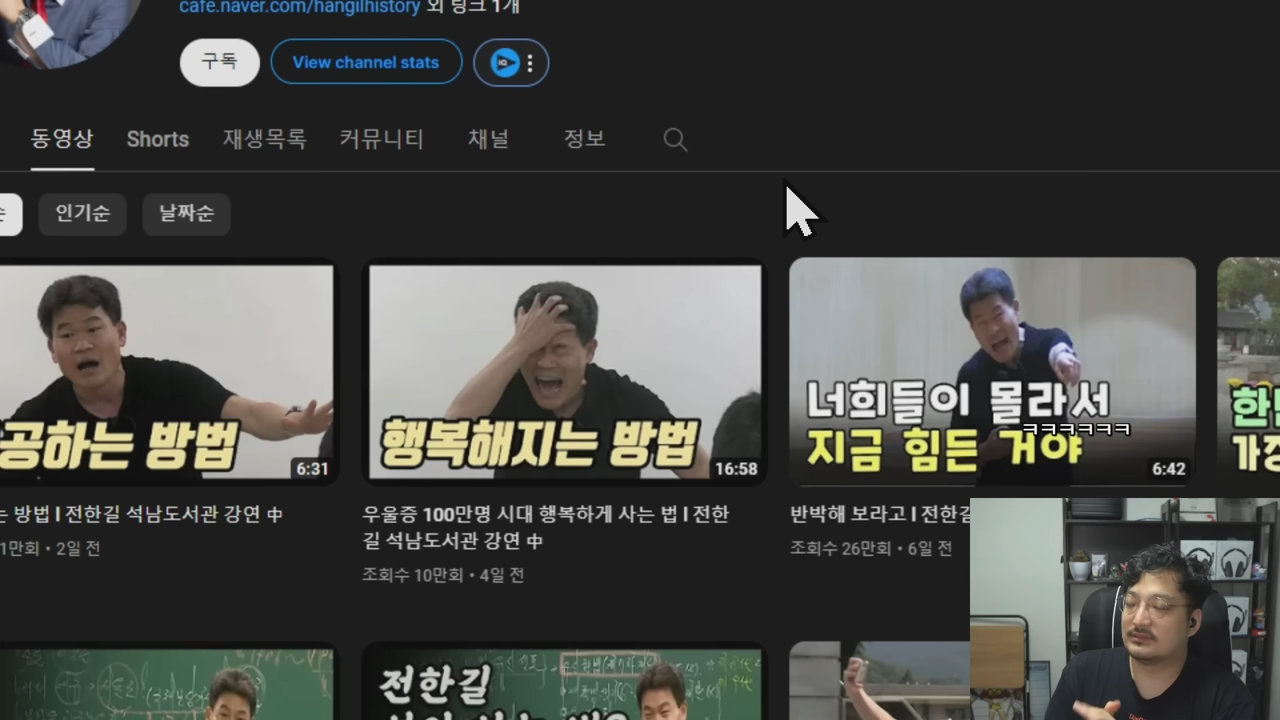 cafe.naver.com/hangilhistory 외 링크 1개
구독
View channel stats
동영상
Shorts
재생목록
커뮤니티
채널
정보
순
인기순
날짜순
공하는 방법
6:31
행복해지는 방법
16:58
너희들이 몰라서
지금 힘든 거야
ㅋㅋㅋㅋㅋㅋ
6:42
는 방법 I 전한길 석남도서관 강연 中
1만회 • 2일 전
우울증 100만명 시대 행복하게 사는 법 I 전한
길 석남도서관 강연 中
조회수 10만회 • 4일 전
반박해 보라고 I 전한길
조회수 26만회 • 6일 전
전한길